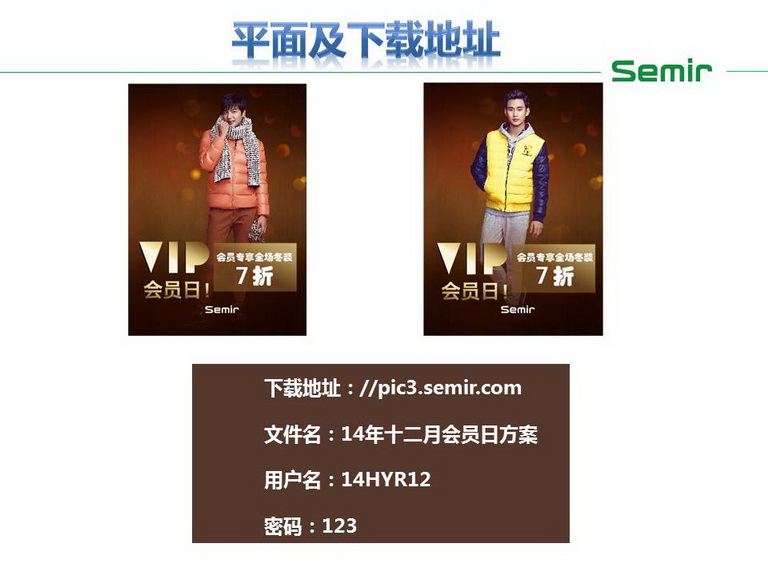 平面及下载地址
Semir
VIP
会员日!
会员专享全场冬装
7折
Semir
VIP
会员日!
会员专享全场冬装
7折
Semir
下载地址：//pic3.semir.com
文件名：14年十二月会员日方案
用户名：14HYR12
密码：123